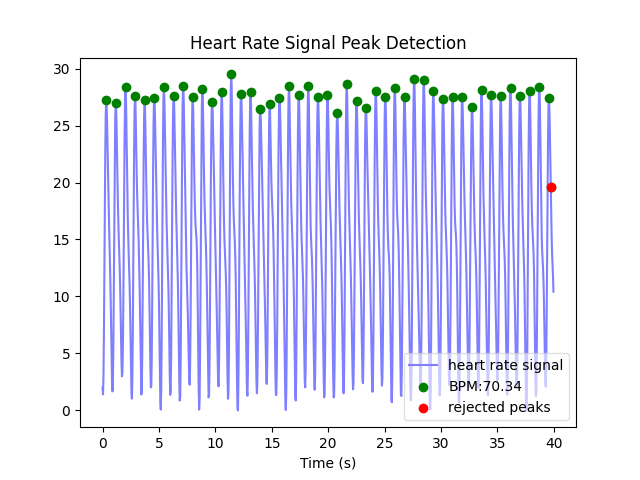 Heart Rate Signal Peak Detection
30
25
20
15
10
5
0
heart rate signal
BPM:70.34
rejected peaks
0 5 10 15 20 25 30 35 40
Time (s)